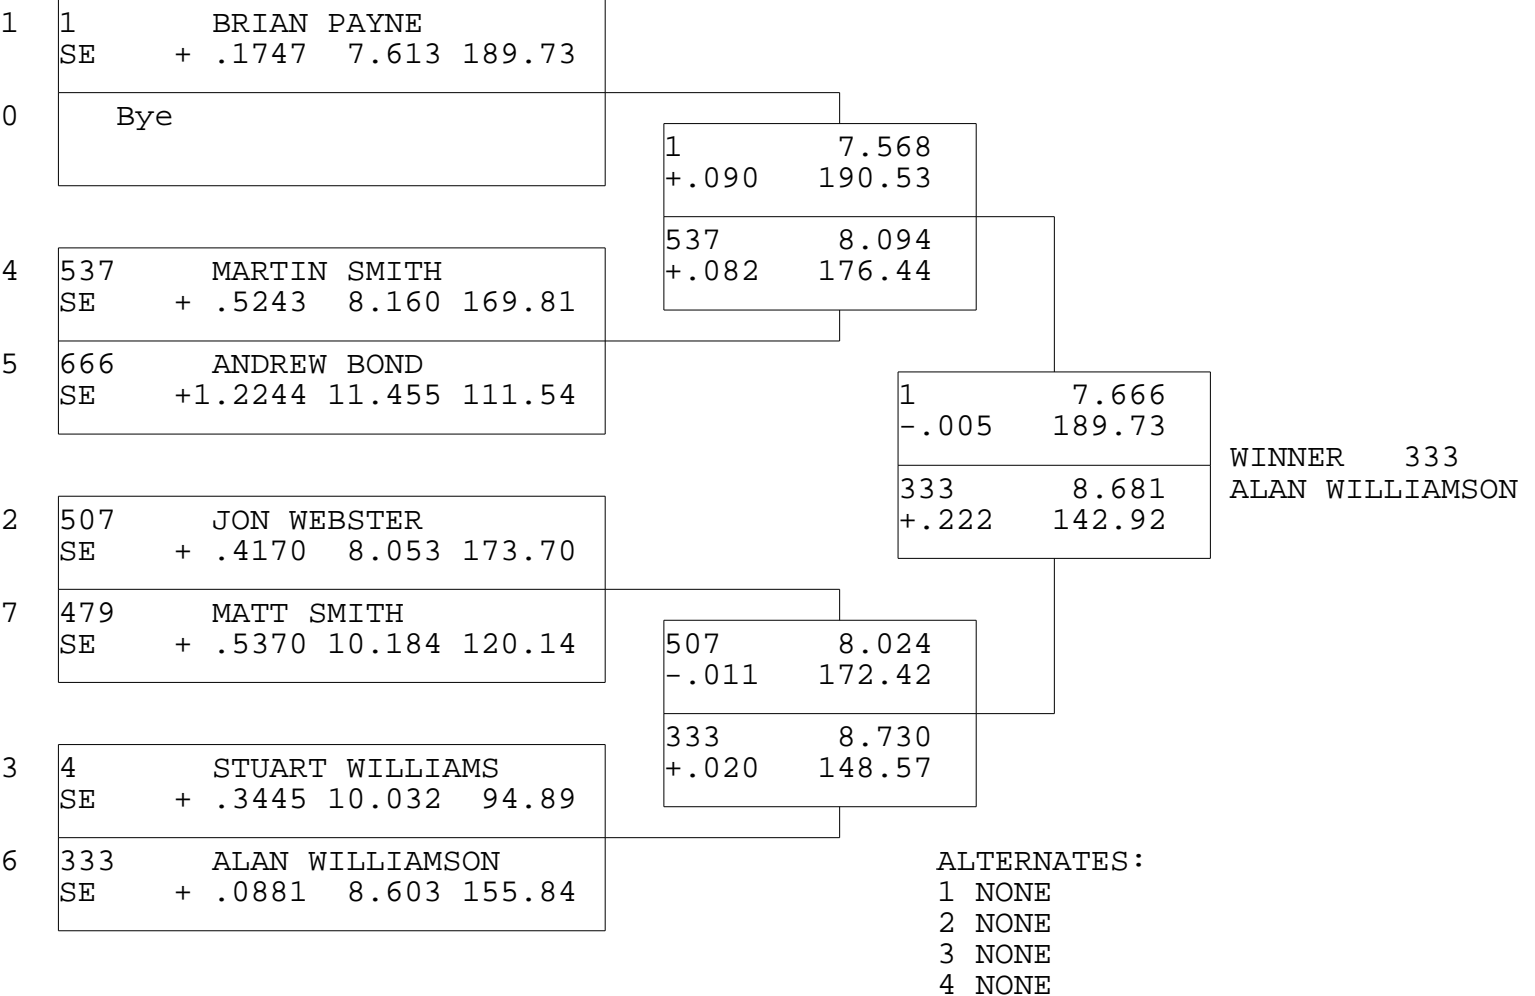 1 1 BRIAN PAYNE
SE + .1747 7.613 189.73
0 Bye
1 7.568
+.090 190.53
537 8.094
+.082 176.44
4 537 MARTIN SMITH
SE + .5243 8.160 169.81
5 666 ANDREW BOND
SE +1.2244 11.455 111.54
1 7.666
-.005 189.73
333 8.681
+.222 142.92
WINNER 333
ALAN WILLIAMSON
2 507 JON WEBSTER
SE + .4170 8.053 173.70
7 479 MATT SMITH
SE + .5370 10.184 120.14
507 8.024
-.011 172.42
333 8.730
+.020 148.57
3 4 STUART WILLIAMS
SE + .3445 10.032 94.89
6 333 ALAN WILLIAMSON
SE + .0881 8.603 155.84
ALTERNATES:
1 NONE
2 NONE
3 NONE
4 NONE